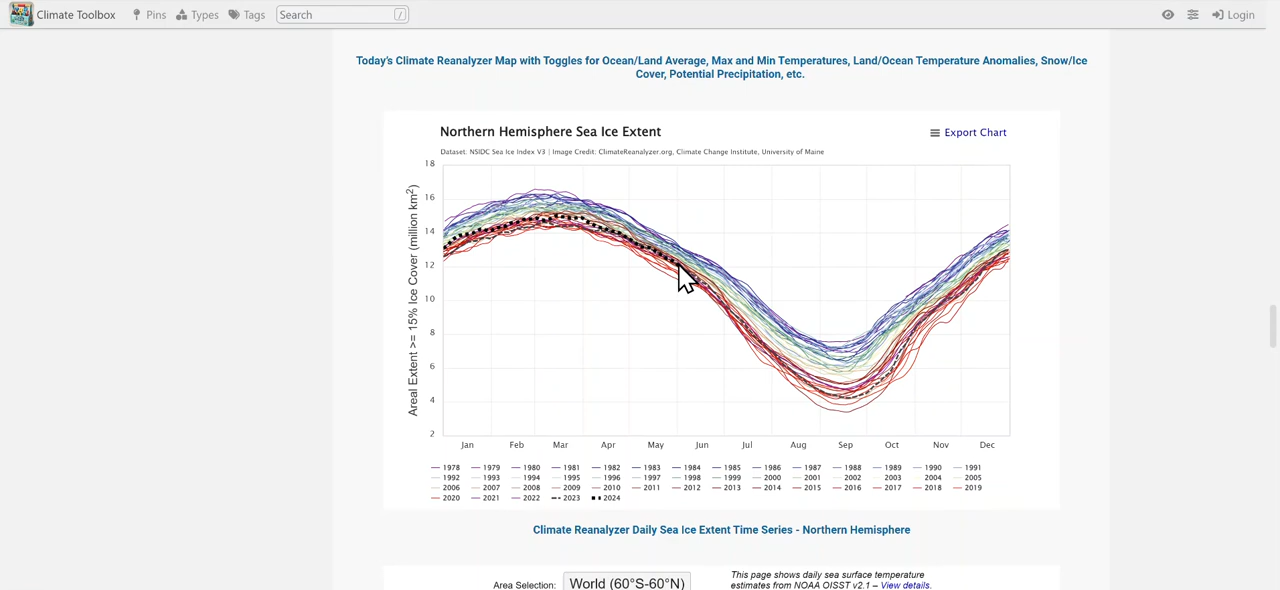 Climate Toolbox Pins Types Tags Search / Login
Today's Climate Reanalyzer Map with Toggles for Ocean/Land Average, Max and Min Temperatures, Land/Ocean Temperature Anomalies, Snow/Ice
Cover, Potential Precipitation, etc.
Northern Hemisphere Sea Ice Extent
Export Chart
Dataset: NSIDC Sea Ice Index V3 | Image Credit: ClimateReanalyzer.org, Climate Change Institute, University of Maine
Areal Extent >= 15% Ice Cover (million km²)
18
16
14
12
10
8
6
4
2
Jan Feb Mar Apr May Jun Jul Aug Sep Oct Nov Dec
1978 1979 1980 1981 1982 1983 1984 1985 1986 1987 1988 1989 1990 1991
1992 1993 1994 1995 1996 1997 1998 1999 2000 2001 2002 2003 2004 2005
2006 2007 2008 2009 2010 2011 2012 2013 2014 2015 2016 2017 2018 2019
2020 2021 2022 2023 2024
Climate Reanalyzer Daily Sea Ice Extent Time Series - Northern Hemisphere
Area Selection: World (60°S-60°N)
This page shows daily sea surface temperature
estimates from NOAA OISST v2.1 – View details.